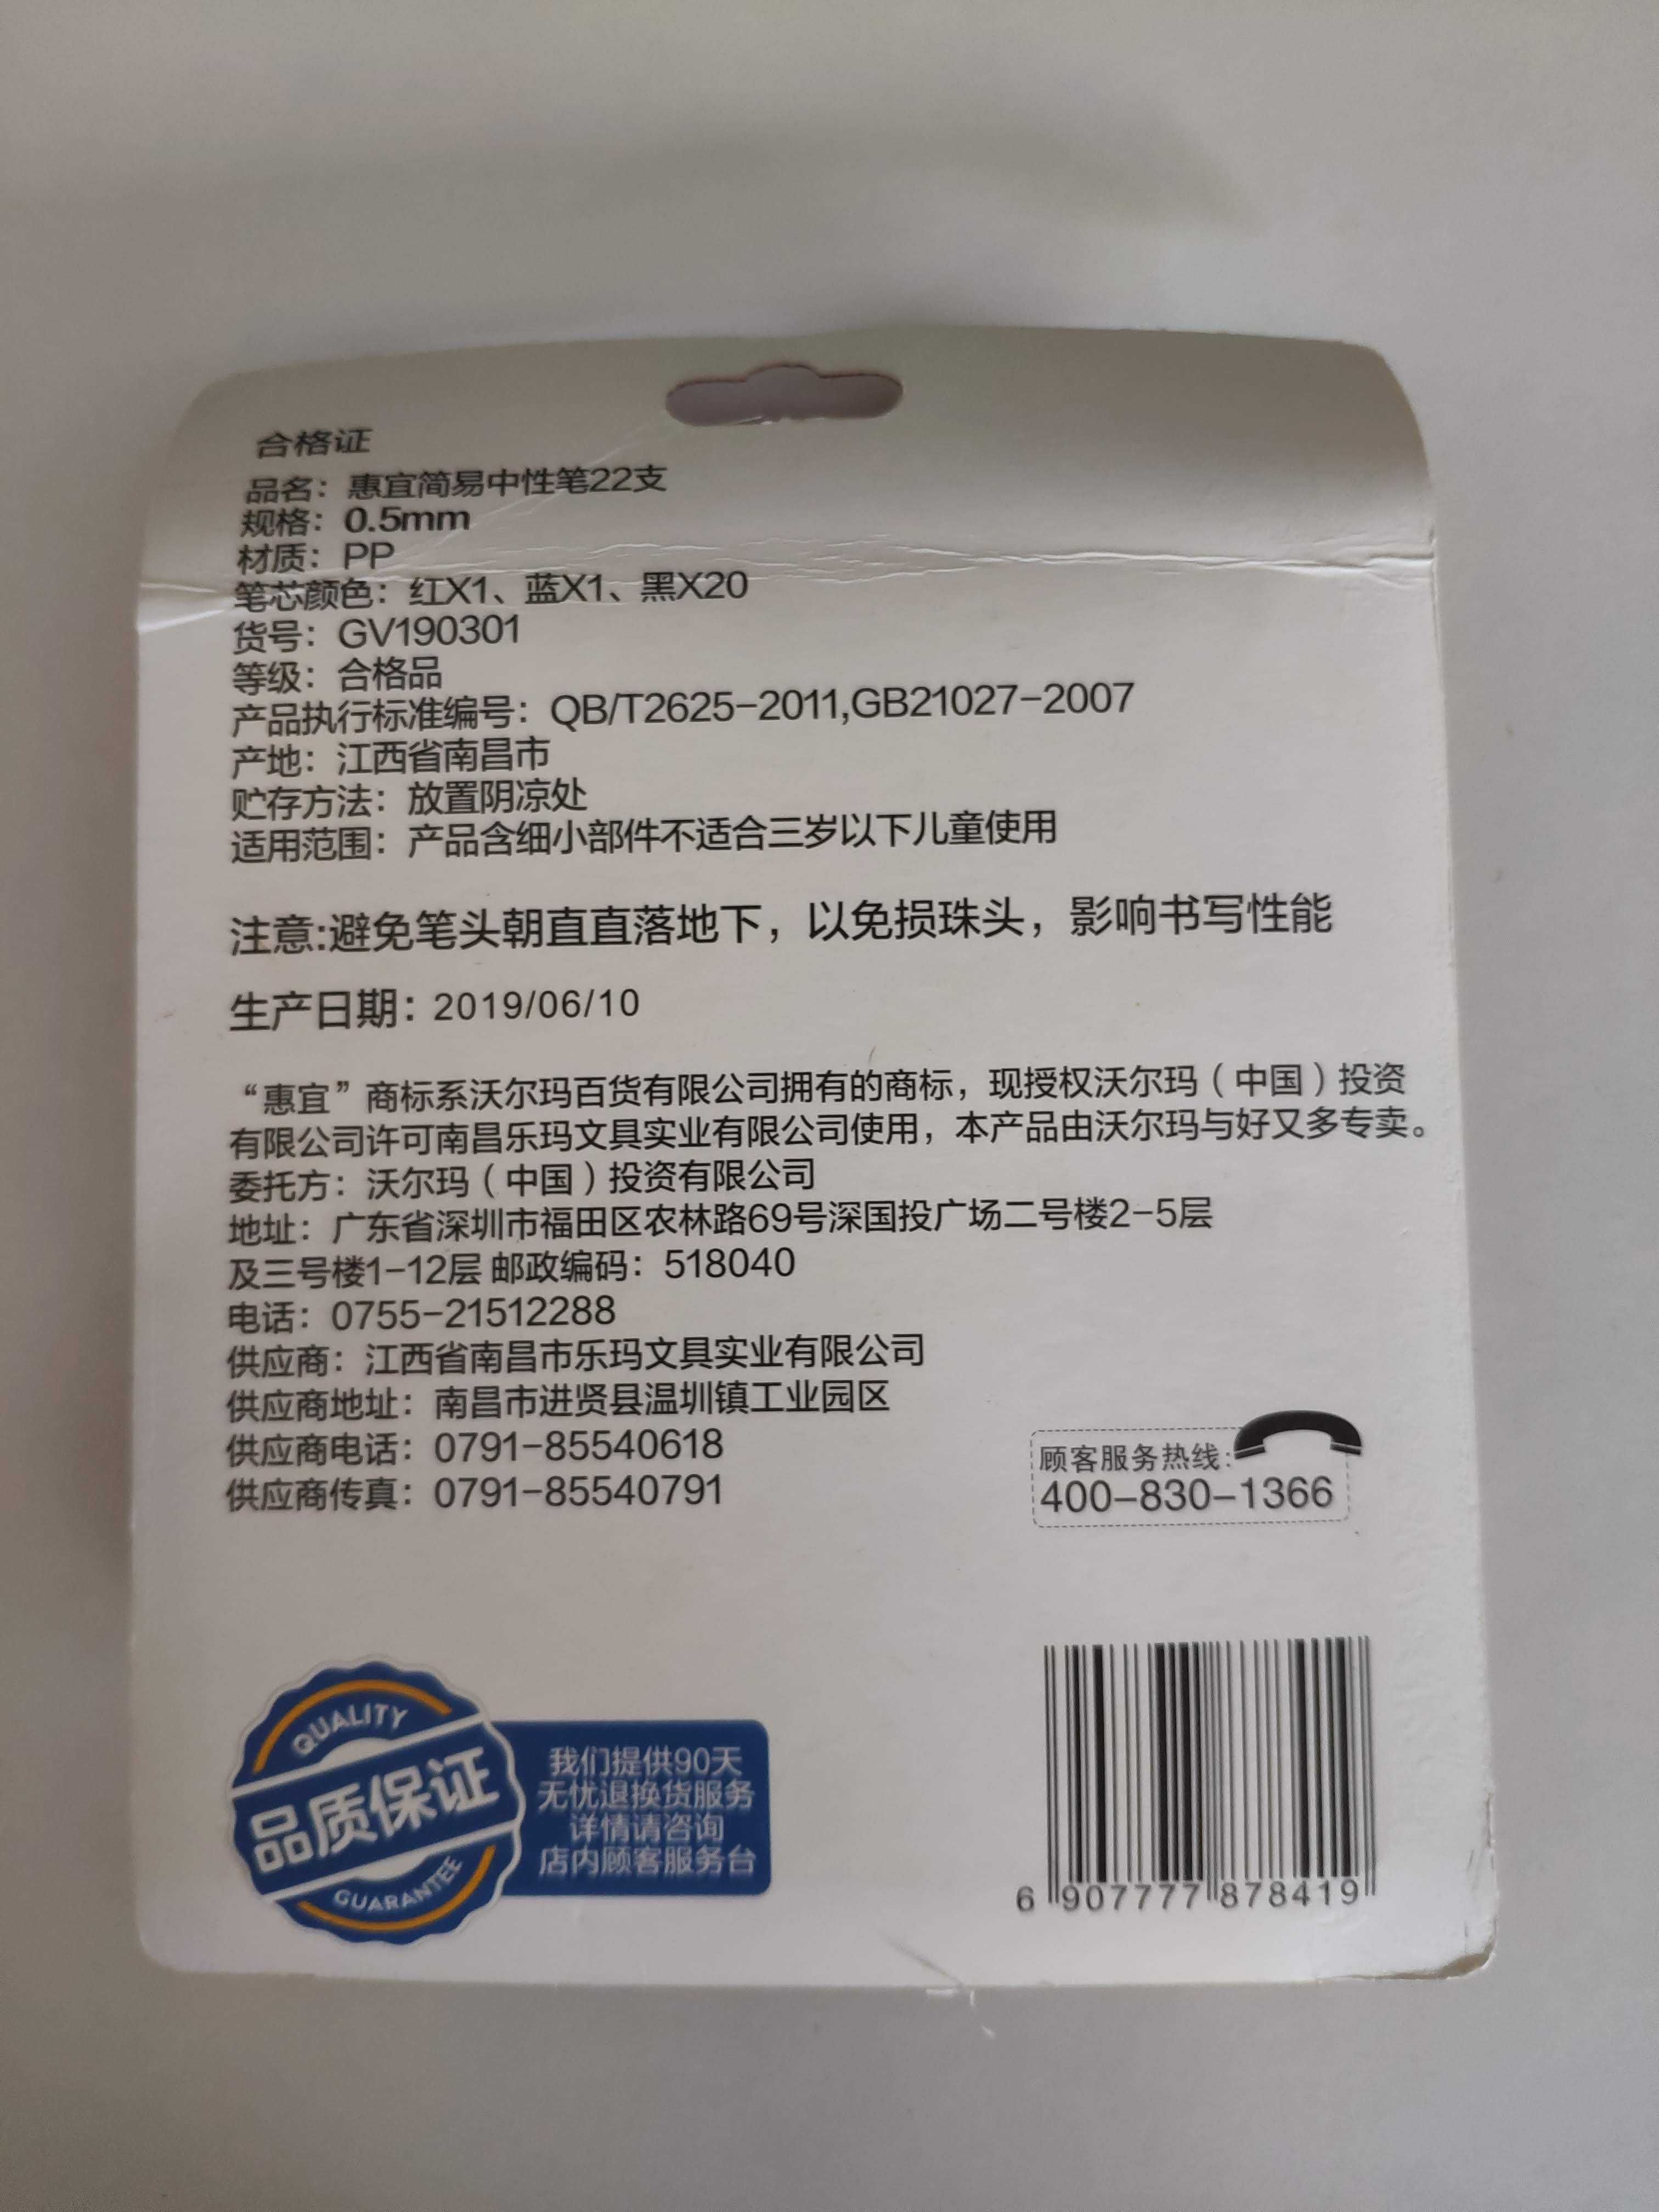 合格证
品名：惠宜简易中性笔22支
规格：0.5mm
材质：PP
笔芯颜色：红X1、蓝X1、黑X20
货号：GV190301
等级：合格品
产品执行标准编号：QB/T2625-2011,GB21027-2007
产地：江西省南昌市
贮存方法：放置阴凉处
适用范围：产品含细小部件不适合三岁以下儿童使用
注意:避免笔头朝直直落地下，以免损珠头，影响书写性能
生产日期：2019/06/10
“惠宜”商标系沃尔玛百货有限公司拥有的商标，现授权沃尔玛（中国）投资
有限公司许可南昌乐玛文具实业有限公司使用，本产品由沃尔玛与好又多专卖。
委托方：沃尔玛（中国）投资有限公司
地址：广东省深圳市福田区农林路69号深国投广场二号楼2-5层
及三号楼1-12层 邮政编码：518040
电话：0755-21512288
供应商：江西省南昌市乐玛文具实业有限公司
供应商地址：南昌市进贤县温圳镇工业园区
供应商电话：0791-85540618
供应商传真：0791-85540791
顾客服务热线:
400-830-1366
QUALITY
品质保证
GUARANTEE
我们提供90天
无忧退换货服务
详情请咨询
店内顾客服务台
6 907777 878419